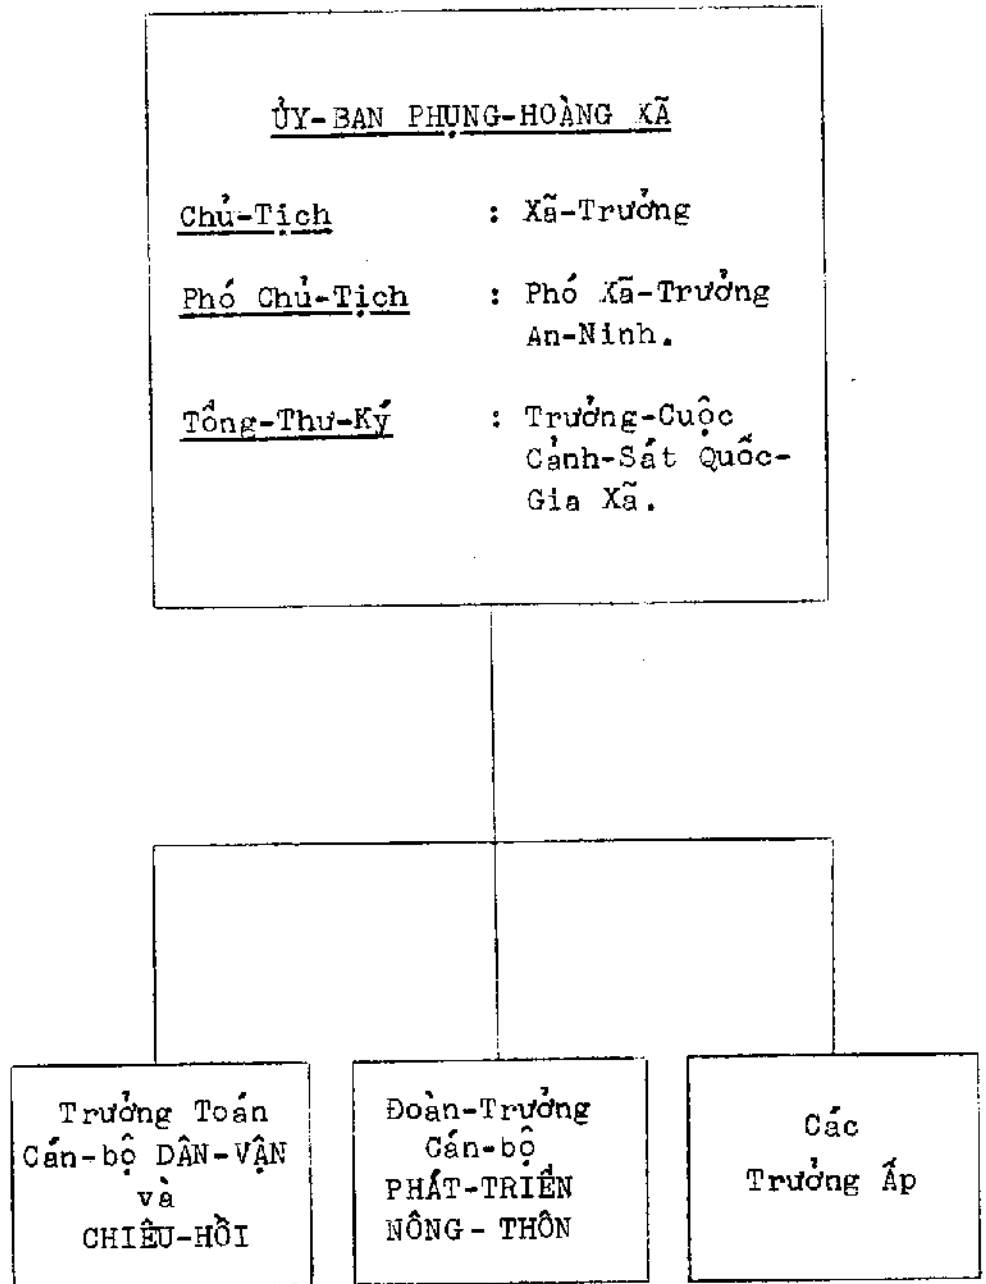 ỦY-BAN PHỤNG-HOÀNG XÃ
Chủ-Tịch : Xã-Trưởng
Phó Chủ-Tịch : Phó Xã-Trưởng
An-Ninh.
Tổng-Thư-Ký : Trưởng-Cuộc
Cảnh-Sát Quốc-
Gia Xã.
Trưởng Toán
Cán-bộ DÂN-VẬN
và
CHIÊU-HỒI
Đoàn-Trưởng
Cán-bộ
PHÁT-TRIỂN
NÔNG - THÔN
Các
Trưởng Ấp